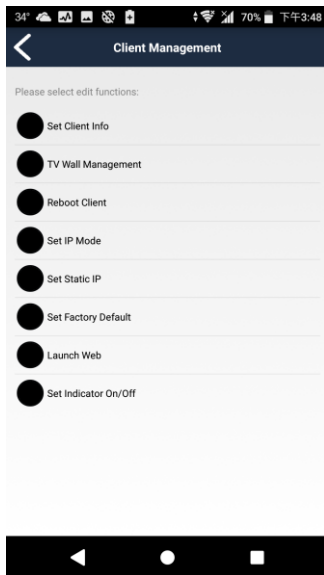 34° 70% 下午3:48
Client Management
Please select edit functions:
Set Client Info
TV Wall Management
Reboot Client
Set IP Mode
Set Static IP
Set Factory Default
Launch Web
Set Indicator On/Off